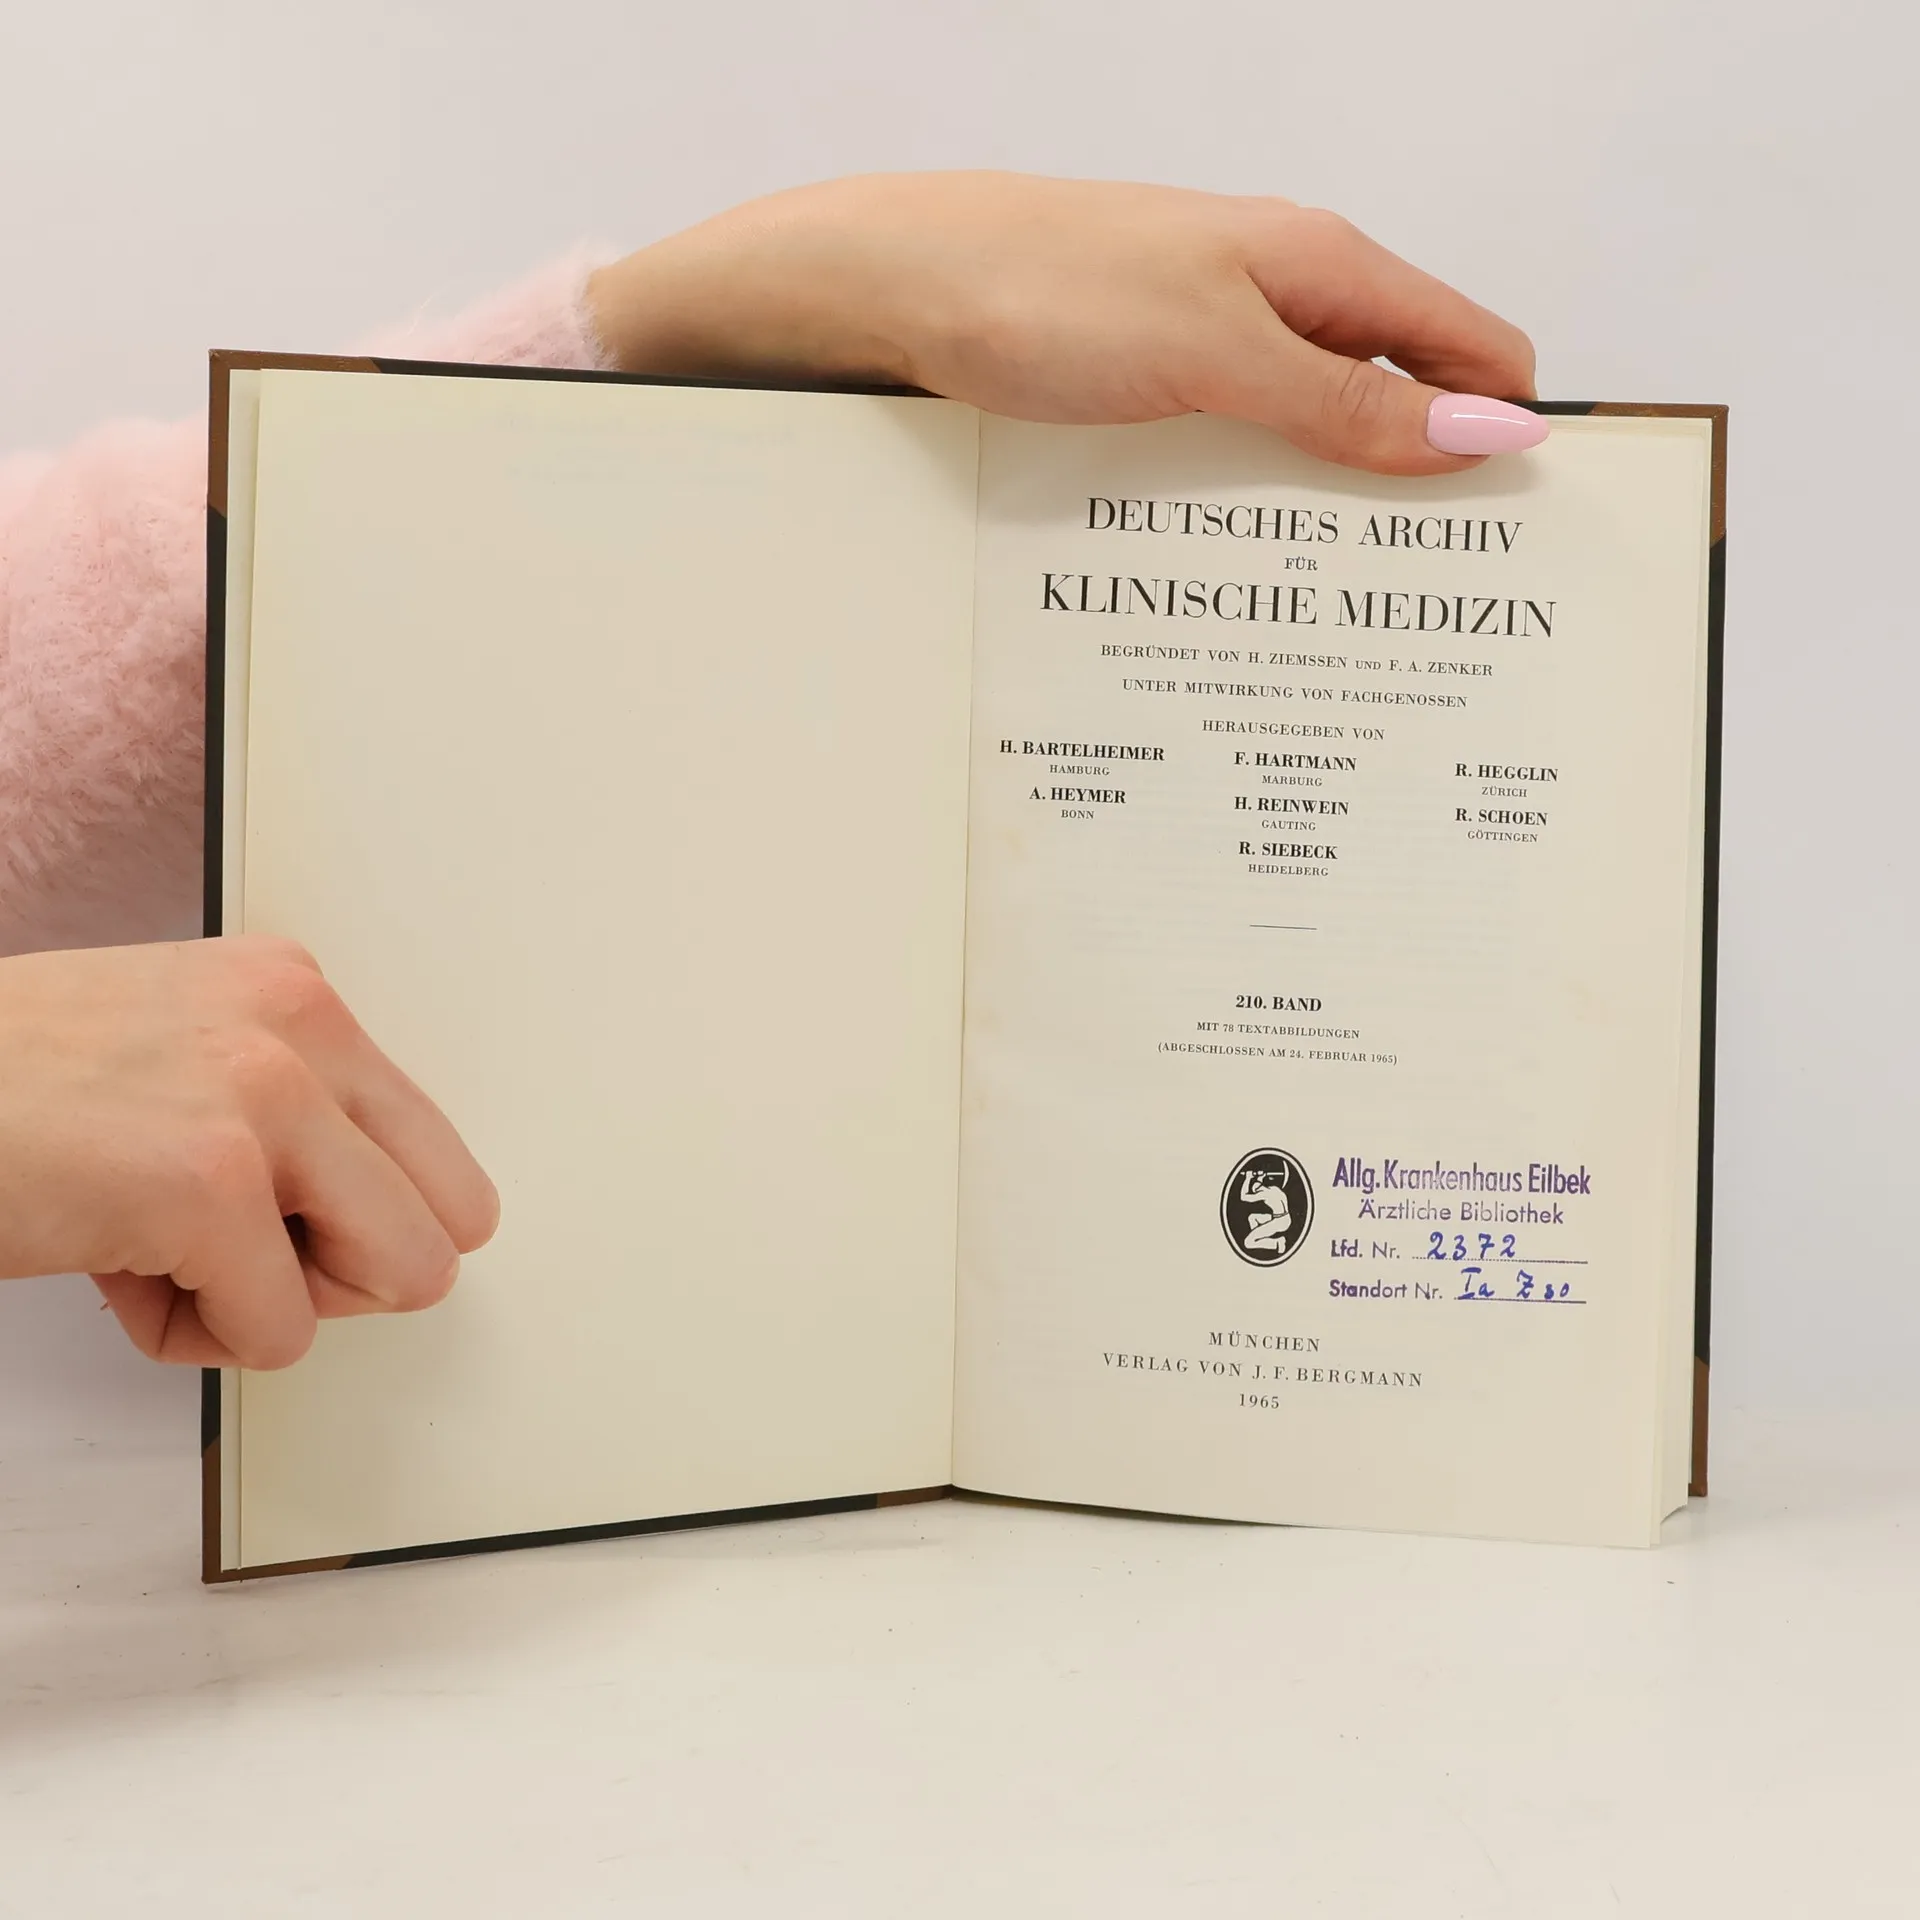 DEUTSCHES ARCHIV
FÜR
KLINISCHE MEDIZIN
BEGRÜNDET VON H. ZIEMSSEN UND F. A. ZENKER
UNTER MITWIRKUNG VON FACHGENOSSEN
HERAUSGEGEBEN VON
H. BARTELHEIMER F. HARTMANN R. HEGGLIN
HAMBURG MARBURG ZÜRICH
A. HEYMER H. REINWEIN R. SCHOEN
BONN GAUTING GÖTTINGEN
R. SIEBECK
HEIDELBERG
210. BAND
MIT 78 TEXTABBILDUNGEN
(ABGESCHLOSSEN AM 24. FEBRUAR 1965)
Allg. Krankenhaus Eilbek
Ärztliche Bibliothek
Lfd. Nr. 2372
Standort Nr. Ia Z 80
MÜNCHEN
VERLAG VON J. F. BERGMANN
1965